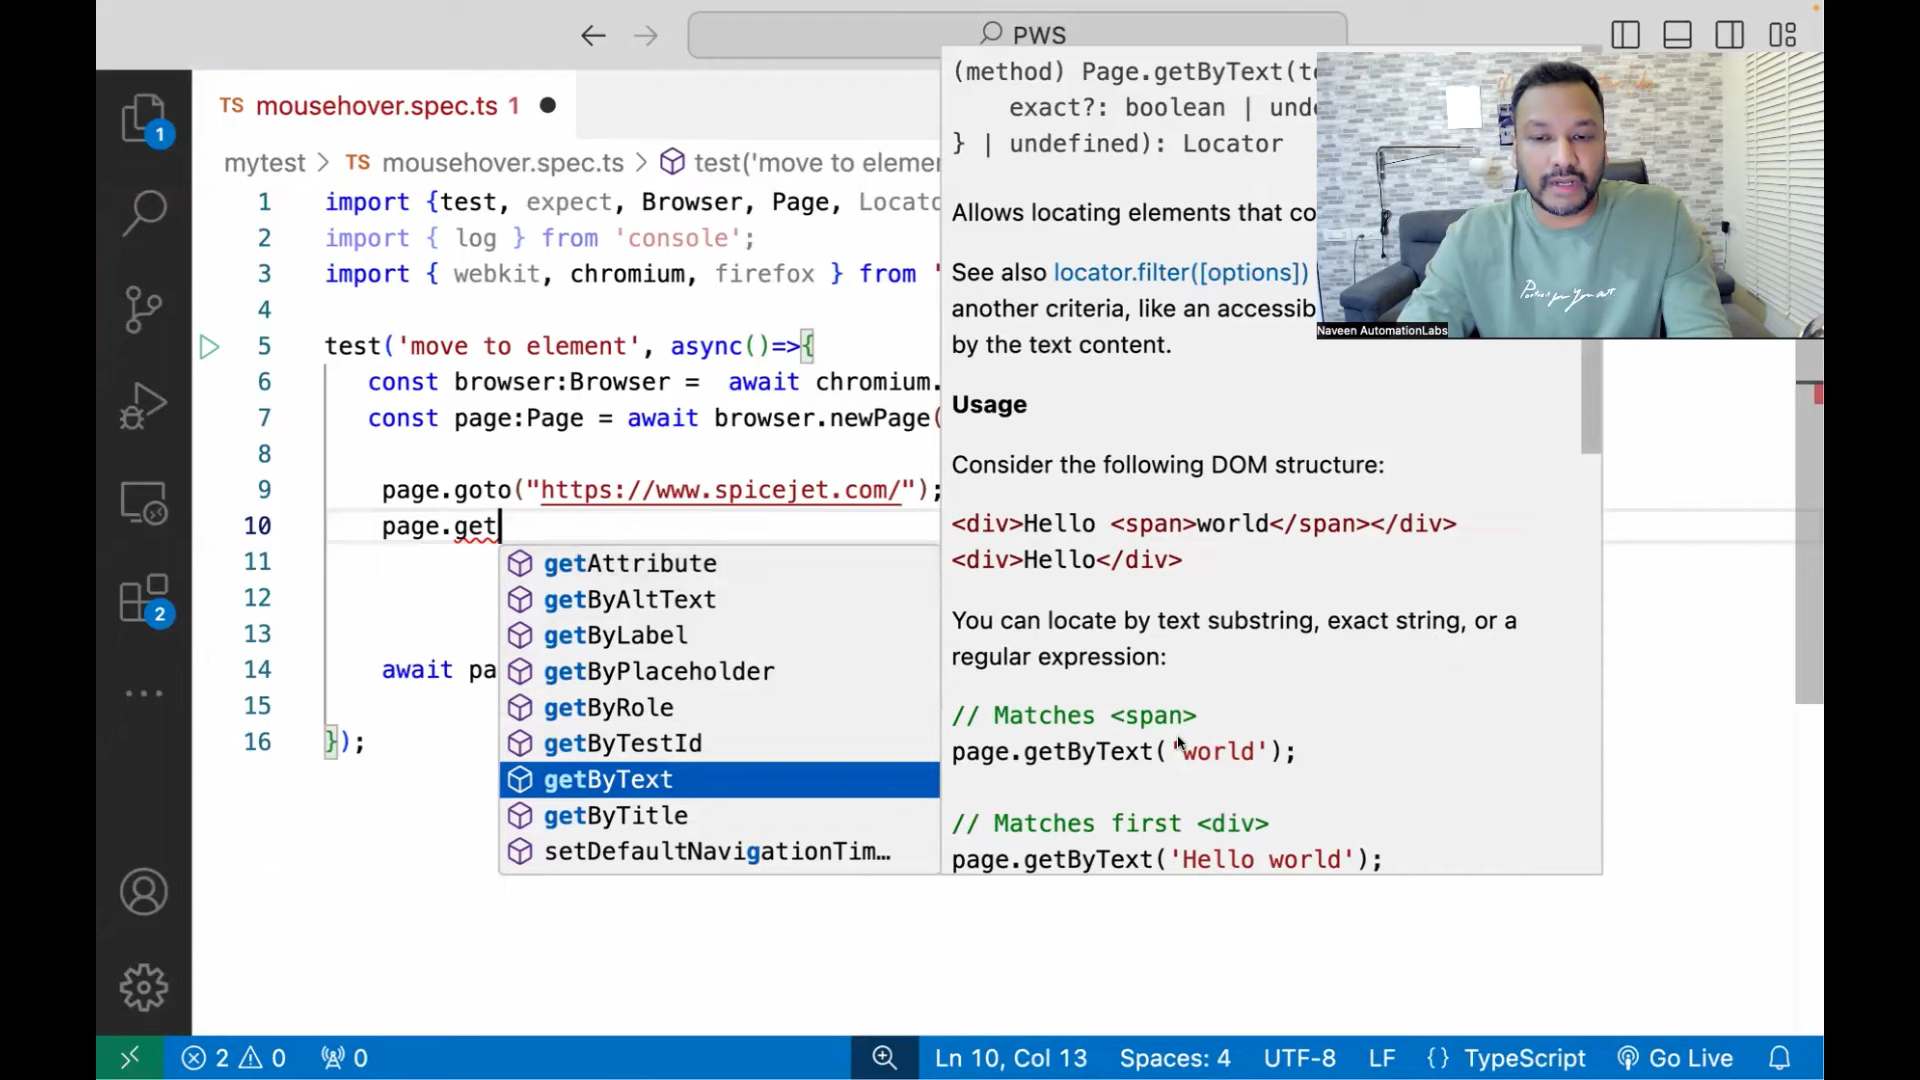 PWS
TS mousehover.spec.ts 1
mytest > TS mousehover.spec.ts > test('move to elemen
1 import {test, expect, Browser, Page, Locato
2 import { log } from 'console';
3 import { webkit, chromium, firefox } from '
4
5 test('move to element', async()=>{
6 const browser:Browser = await chromium.
7 const page:Page = await browser.newPage(
8
9 page.goto("https://www.spicejet.com/");
10 page.get
11
12
13
14 await pa
15
16 });
getAttribute
getByAltText
getByLabel
getByPlaceholder
getByRole
getByTestId
getByText
getByTitle
setDefaultNavigationTim…
(method) Page.getByText(te
exact?: boolean | unde
} | undefined): Locator
Allows locating elements that co
See also locator.filter([options])
another criteria, like an accessib
by the text content.
Usage
Consider the following DOM structure:
<div>Hello <span>world</span></div>
<div>Hello</div>
You can locate by text substring, exact string, or a
regular expression:
// Matches <span>
page.getByText('world');
// Matches first <div>
page.getByText('Hello world');
Naveen AutomationLabs
1
2
2 0 0 Ln 10, Col 13 Spaces: 4 UTF-8 LF {} TypeScript Go Live